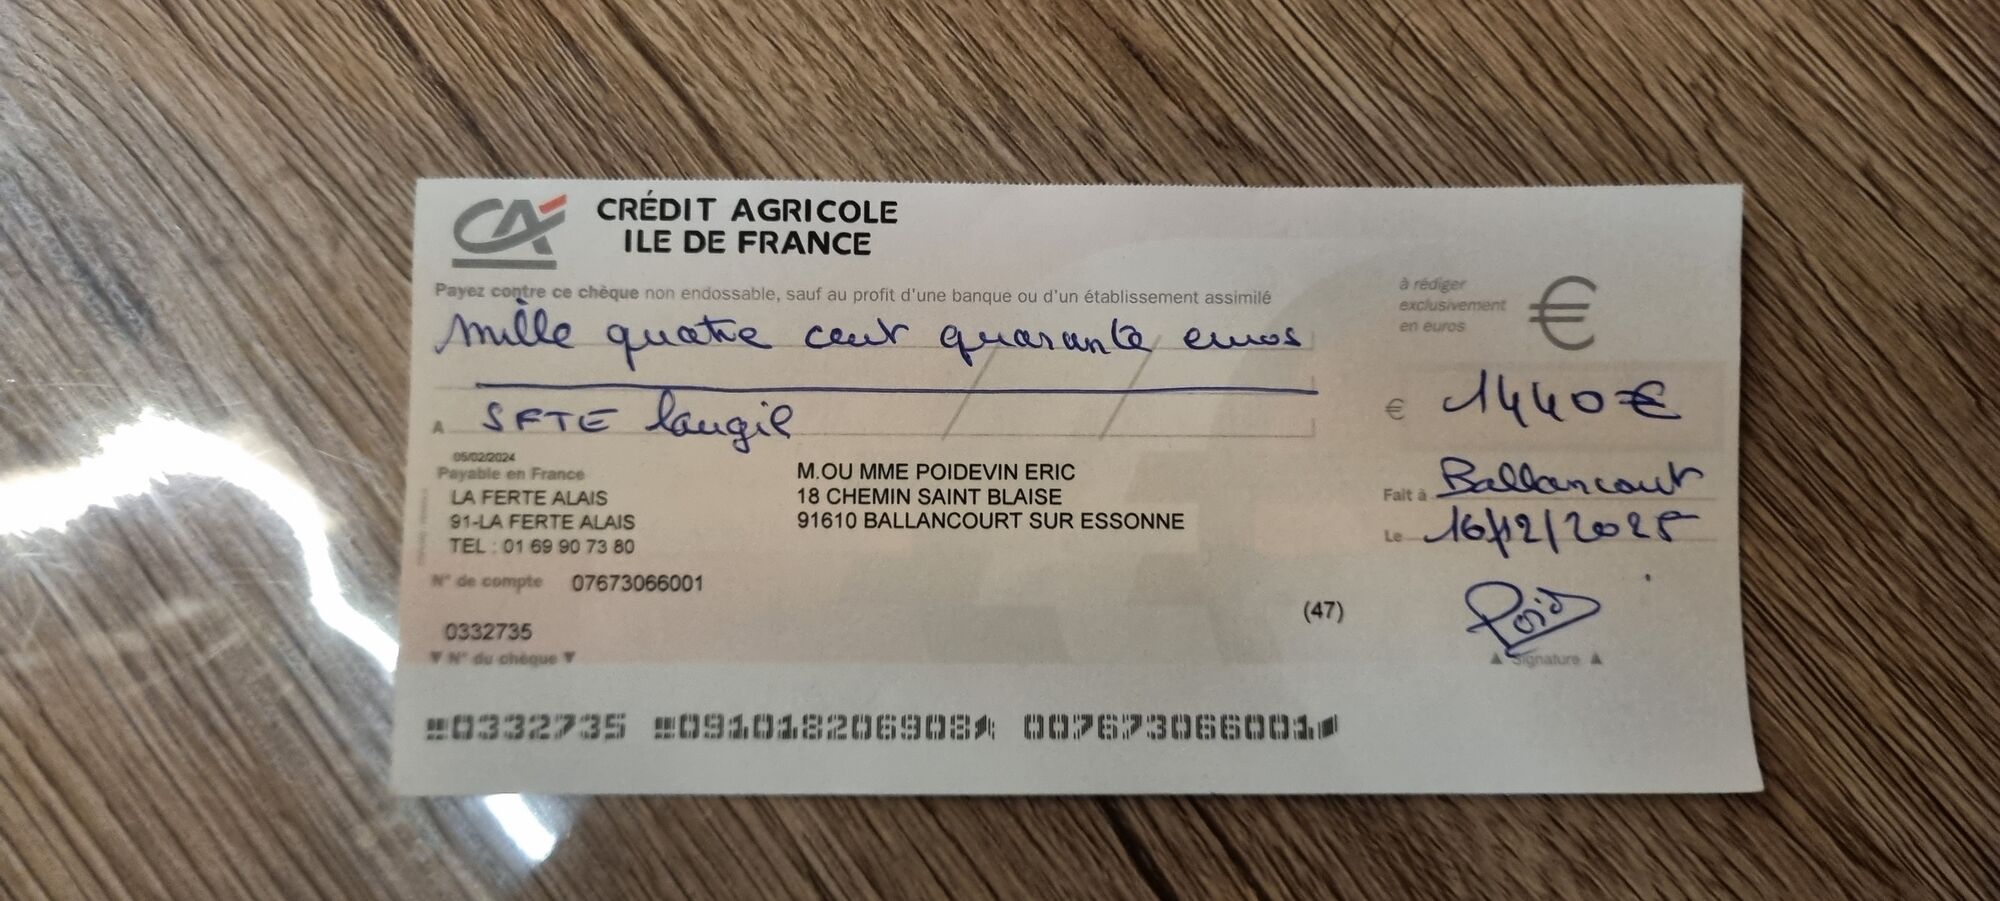 CRÉDIT AGRICOLE
ILE DE FRANCE
Payez contre ce chèque non endossable, sauf au profit d'une banque ou d'un établissement assimilé
à rédiger
exclusivement
en euros
€
Mille quatre cent quarante euros
€ 1440 €
A SFTE Laugil
05/02/2024
Payable en France
LA FERTE ALAIS
91-LA FERTE ALAIS
TEL : 01 69 90 73 80
M.OU MME POIDEVIN ERIC
18 CHEMIN SAINT BLAISE
91610 BALLANCOURT SUR ESSONNE
Fait à Ballancourt
Le 16/12/2025
N° de compte 07673066001
(47)
0332735
▼ N° du chèque ▼
Poid
▲ Signature ▲
0332735 091018206908 007673066001